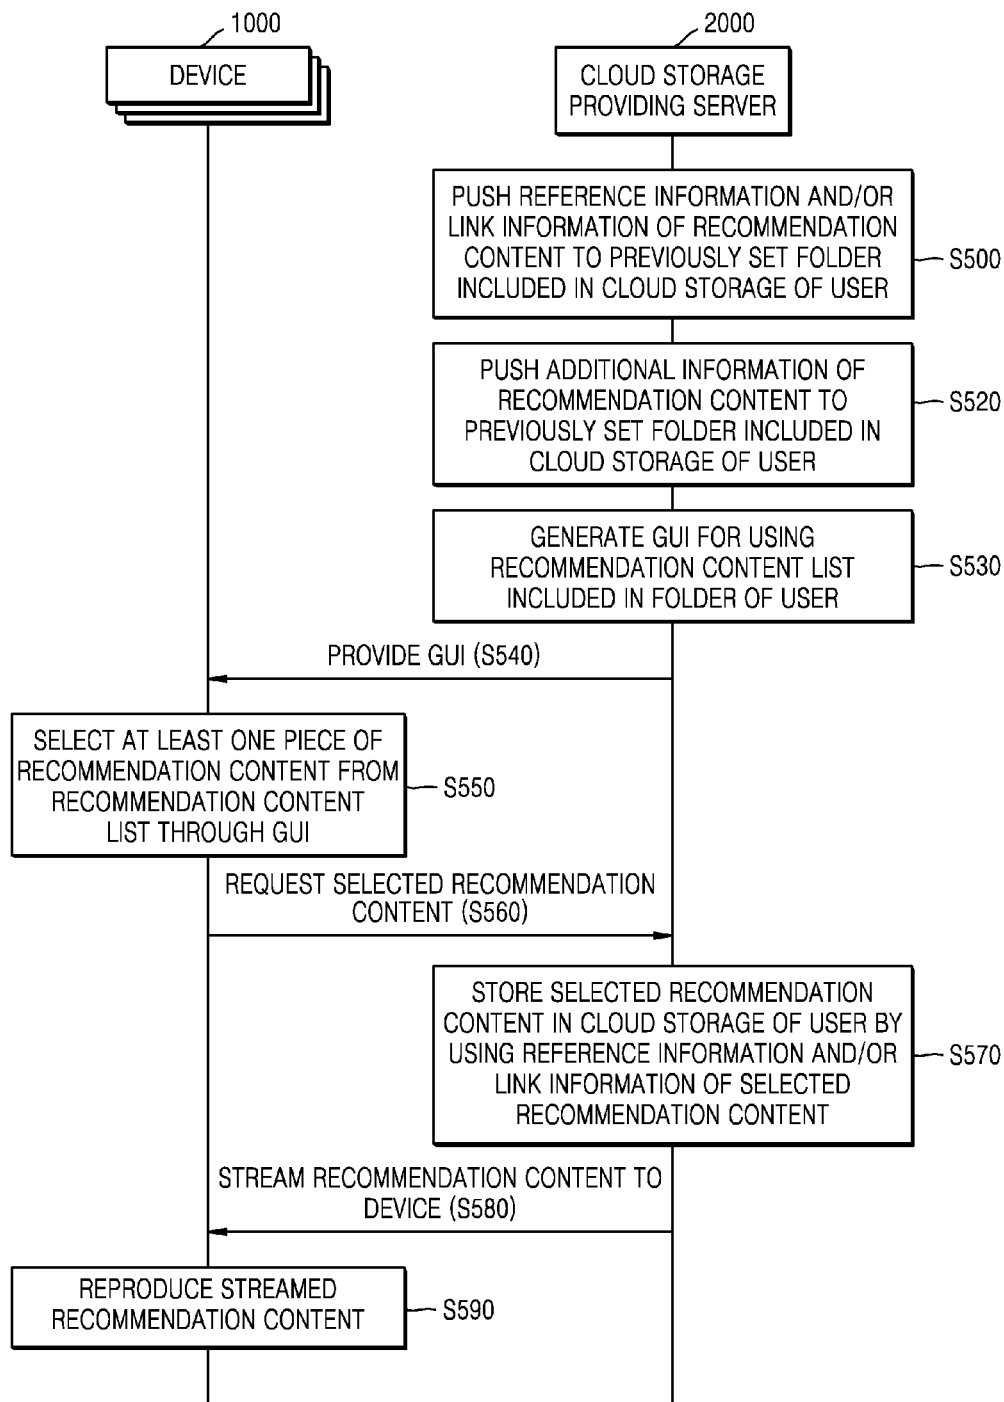 1000
2000
DEVICE
CLOUD STORAGE
PROVIDING SERVER
PUSH REFERENCE INFORMATION AND/OR
LINK INFORMATION OF RECOMMENDATION
CONTENT TO PREVIOUSLY SET FOLDER
INCLUDED IN CLOUD STORAGE OF USER
S500
PUSH ADDITIONAL INFORMATION OF
RECOMMENDATION CONTENT TO
PREVIOUSLY SET FOLDER INCLUDED IN
CLOUD STORAGE OF USER
S520
GENERATE GUI FOR USING
RECOMMENDATION CONTENT LIST
INCLUDED IN FOLDER OF USER
S530
PROVIDE GUI (S540)
SELECT AT LEAST ONE PIECE OF
RECOMMENDATION CONTENT FROM
RECOMMENDATION CONTENT
LIST THROUGH GUI
S550
REQUEST SELECTED RECOMMENDATION
CONTENT (S560)
STORE SELECTED RECOMMENDATION
CONTENT IN CLOUD STORAGE OF USER BY
USING REFERENCE INFORMATION AND/OR
LINK INFORMATION OF SELECTED
RECOMMENDATION CONTENT
S570
STREAM RECOMMENDATION CONTENT TO
DEVICE (S580)
REPRODUCE STREAMED
RECOMMENDATION CONTENT
S590